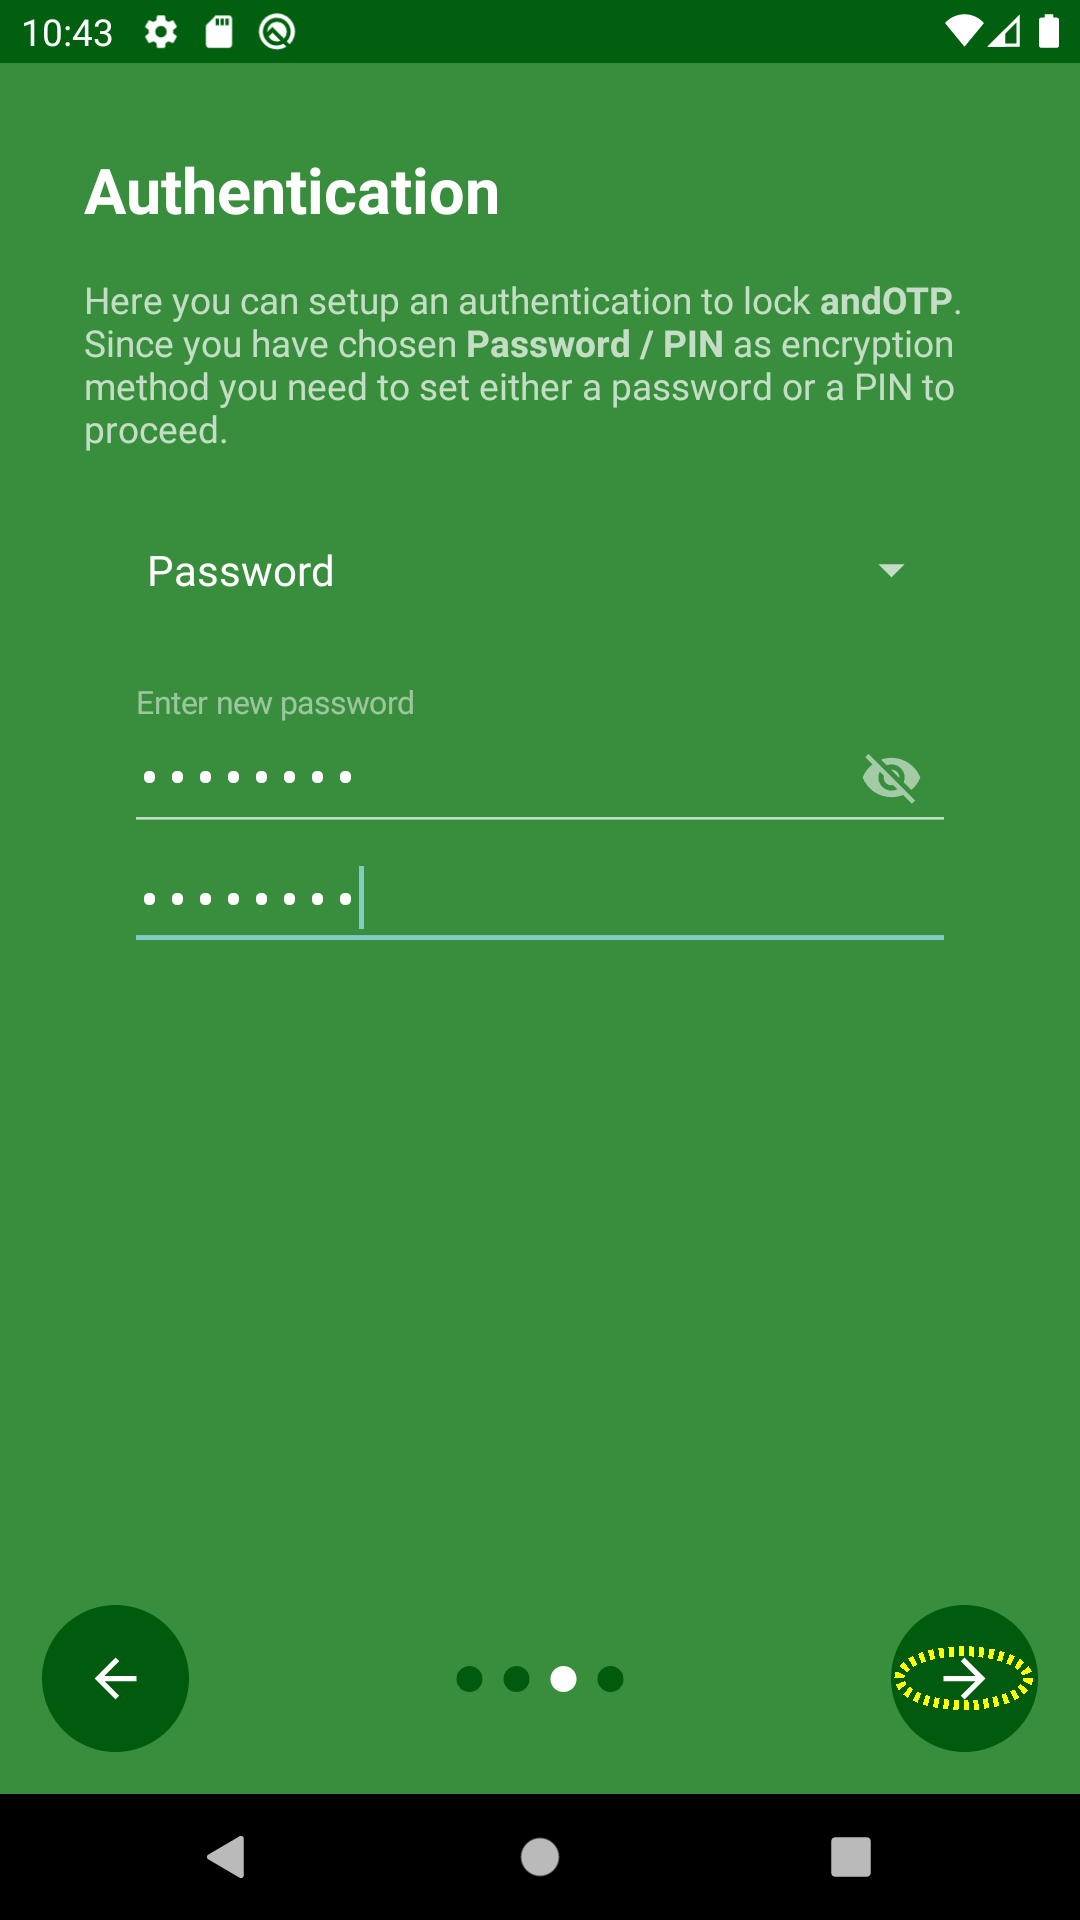 10:43
Authentication
Here you can setup an authentication to lock andOTP.
Since you have chosen Password / PIN as encryption
method you need to set either a password or a PIN to
proceed.
Password
Enter new password